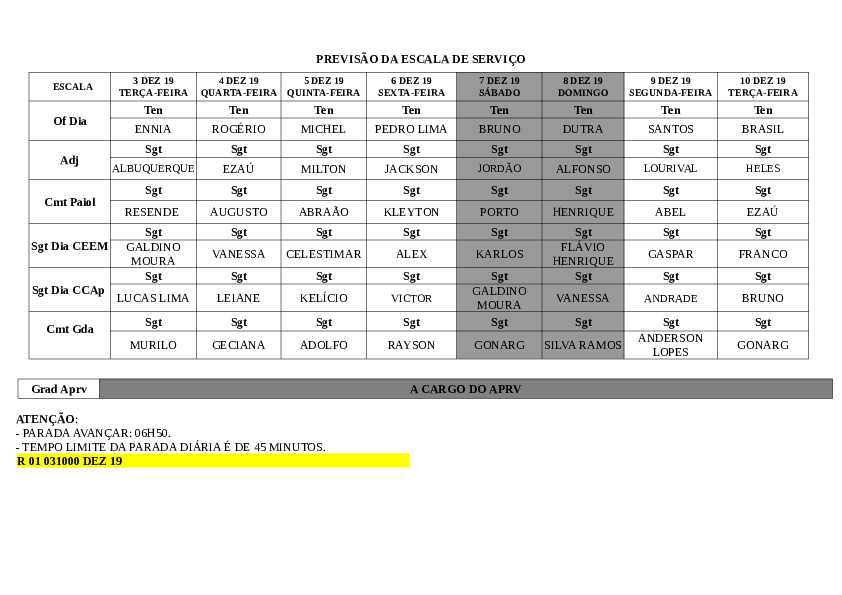 PREVISÃO DA ESCALA DE SERVIÇO
ESCALA 3 DEZ 19 4 DEZ 19 5 DEZ 19 6 DEZ 19 7 DEZ 19 8 DEZ 19 9 DEZ 19 10 DEZ 19
TERÇA-FEIRA QUARTA-FEIRA QUINTA-FEIRA SEXTA-FEIRA SÁBADO DOMINGO SEGUNDA-FEIRA TERÇA-FEIRA
Of Dia Ten Ten Ten Ten Ten Ten Ten Ten
ENNIA ROGÉRIO MICHEL PEDRO LIMA BRUNO DUTRA SANTOS BRASIL
Adj Sgt Sgt Sgt Sgt Sgt Sgt Sgt Sgt
ALBUQUERQUE EZAÚ MILTON JACKSON JORDÃO ALFONSO LOURIVAL HELES
Cmt Paiol Sgt Sgt Sgt Sgt Sgt Sgt Sgt Sgt
RESENDE AUGUSTO ABRAÃO KLEYTON PORTO HENRIQUE ABEL EZAÚ
Sgt Dia CEEM Sgt Sgt Sgt Sgt Sgt Sgt Sgt Sgt
GALDINO MOURA VANESSA CELESTIMAR ALEX KARLOS FLÁVIO HENRIQUE GASPAR FRANCO
Sgt Dia CCAp Sgt Sgt Sgt Sgt Sgt Sgt Sgt Sgt
LUCAS LIMA LEIANE KELÍCIO VICTOR GALDINO MOURA VANESSA ANDRADE BRUNO
Cmt Gda Sgt Sgt Sgt Sgt Sgt Sgt Sgt Sgt
MURILO GECIANA ADOLFO RAYSON GONARG SILVA RAMOS ANDERSON LOPES GONARG
Grad Aprv A CARGO DO APRV
ATENÇÃO:
- PARADA AVANÇAR: 06H50.
- TEMPO LIMITE DA PARADA DIÁRIA É DE 45 MINUTOS.
R 01 031000 DEZ 19